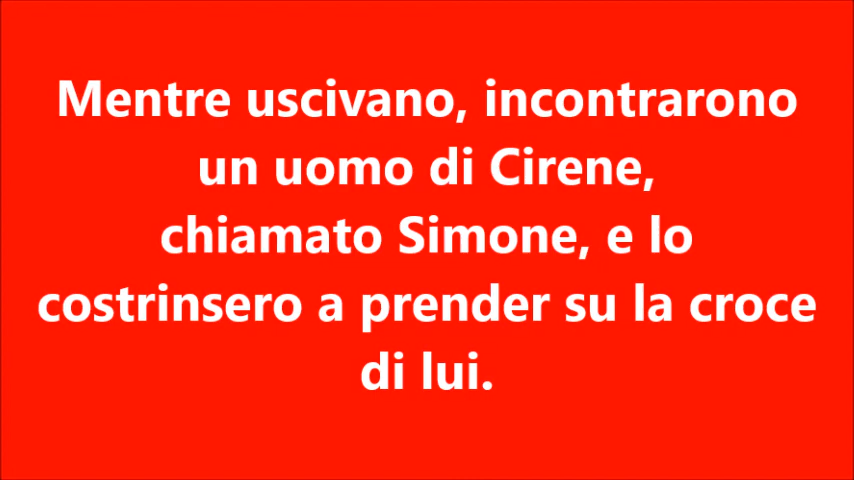 Mentre uscivano, incontrarono
un uomo di Cirene,
chiamato Simone, e lo
costrinsero a prender su la croce
di lui.